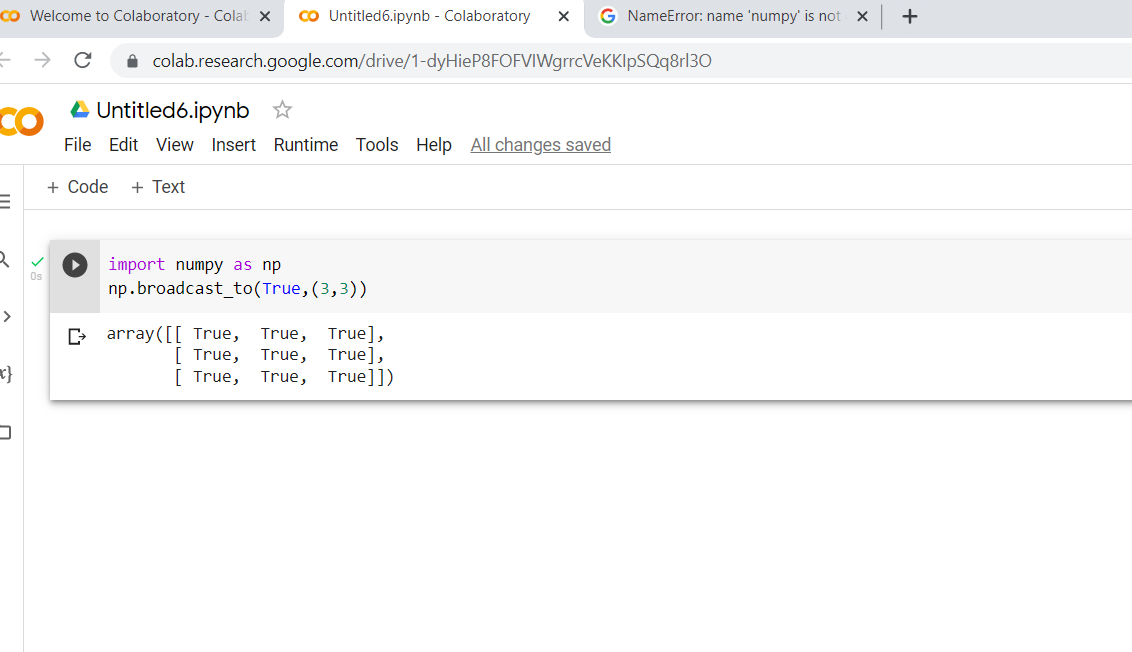 Welcome to Colaboratory - Colab
Untitled6.ipynb - Colaboratory
NameError: name 'numpy' is not
colab.research.google.com/drive/1-dyHieP8FOFVIWgrrcVeKKIpSQq8rl3O
Untitled6.ipynb
File Edit View Insert Runtime Tools Help All changes saved
+ Code + Text
0s
import numpy as np
np.broadcast_to(True,(3,3))
array([[ True,  True,  True],
[ True,  True,  True],
[ True,  True,  True]])